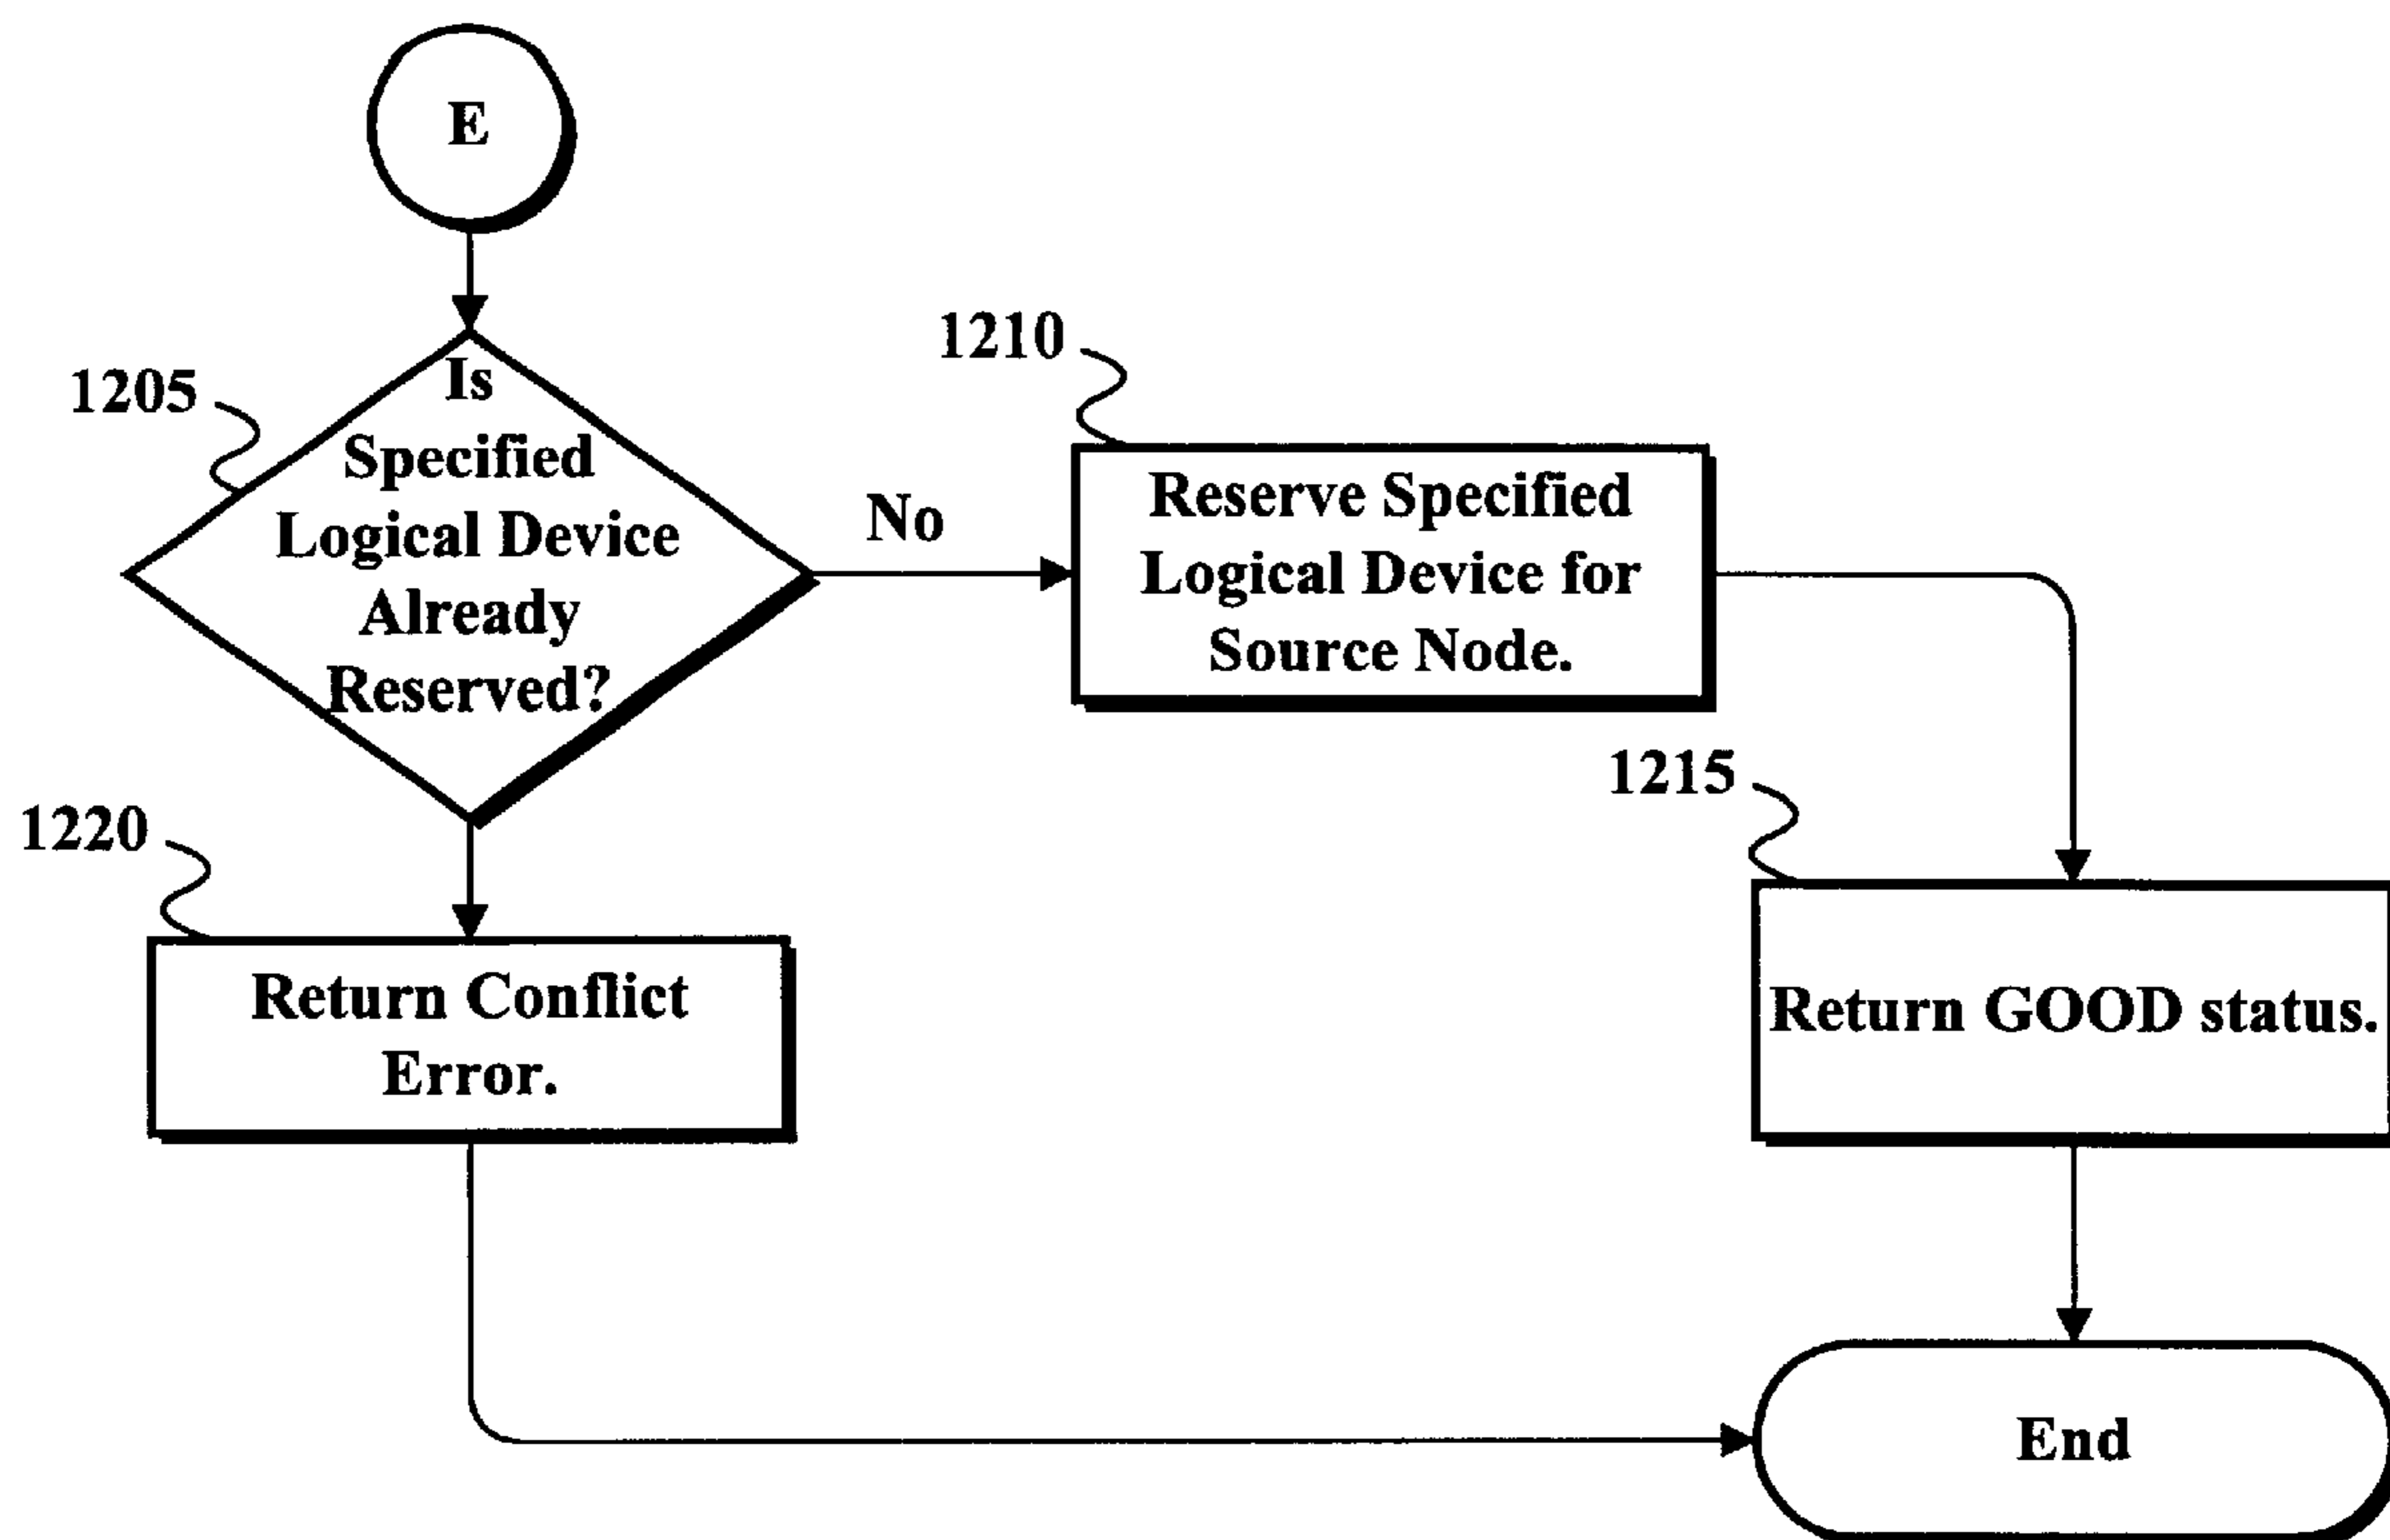 E
1205
Is
Specified
Logical Device
Already
Reserved?
No
1210
Reserve Specified
Logical Device for
Source Node.
1215
Return GOOD status.
1220
Return Conflict
Error.
End